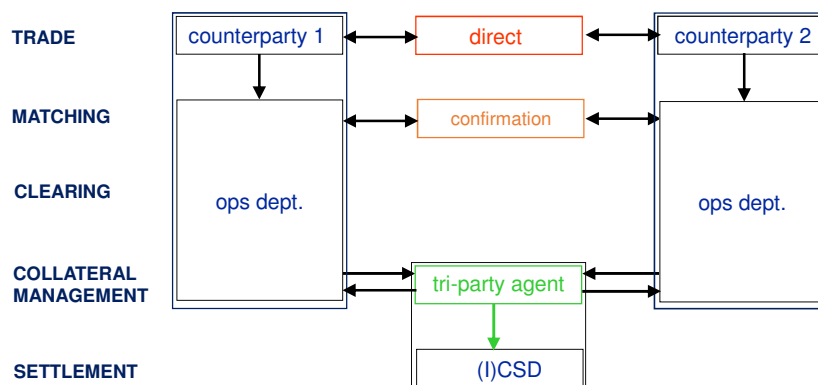 TRADE
counterparty 1
direct
counterparty 2
MATCHING
confirmation
CLEARING
ops dept.
ops dept.
COLLATERAL
MANAGEMENT
tri-party agent
SETTLEMENT
(I)CSD